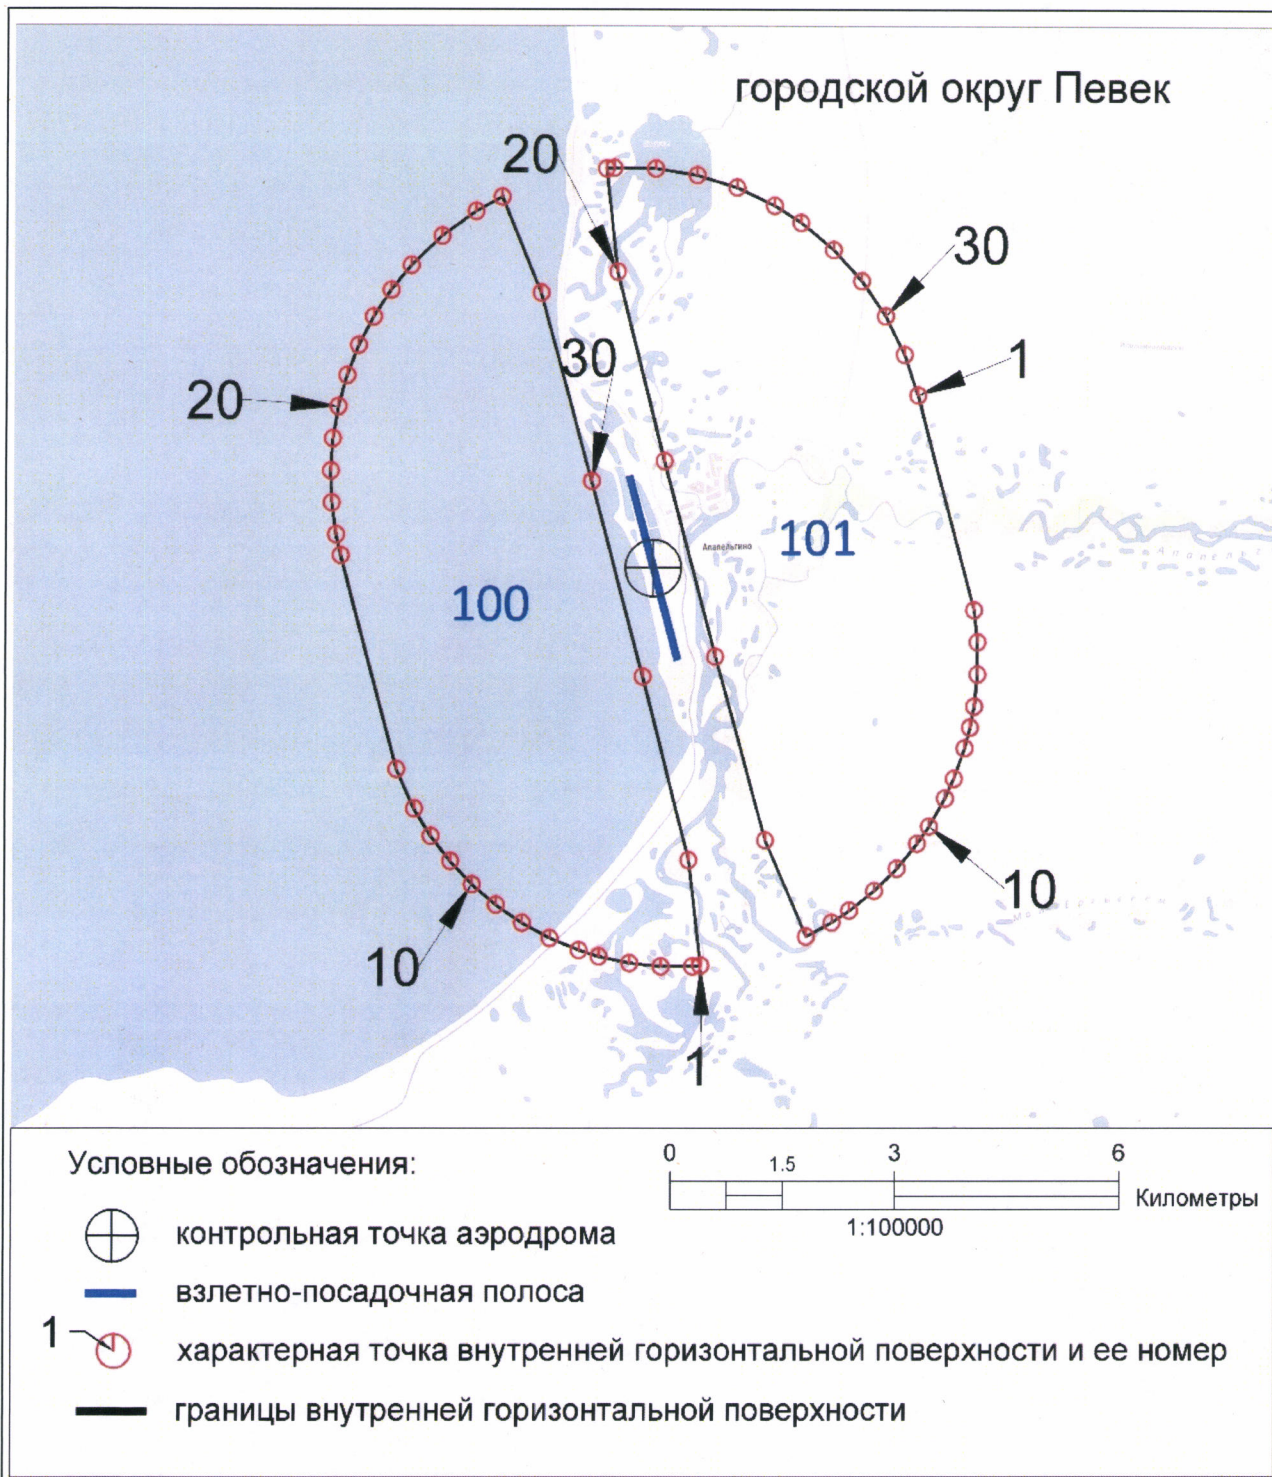 городской округ Певек
20
30
20
1
30
Апапельгино
101
100
10
10
1
Условные обозначения:
0 1.5 3 6
Километры
1:100000
контрольная точка аэродрома
взлетно-посадочная полоса
1 характерная точка внутренней горизонтальной поверхности и ее номер
границы внутренней горизонтальной поверхности